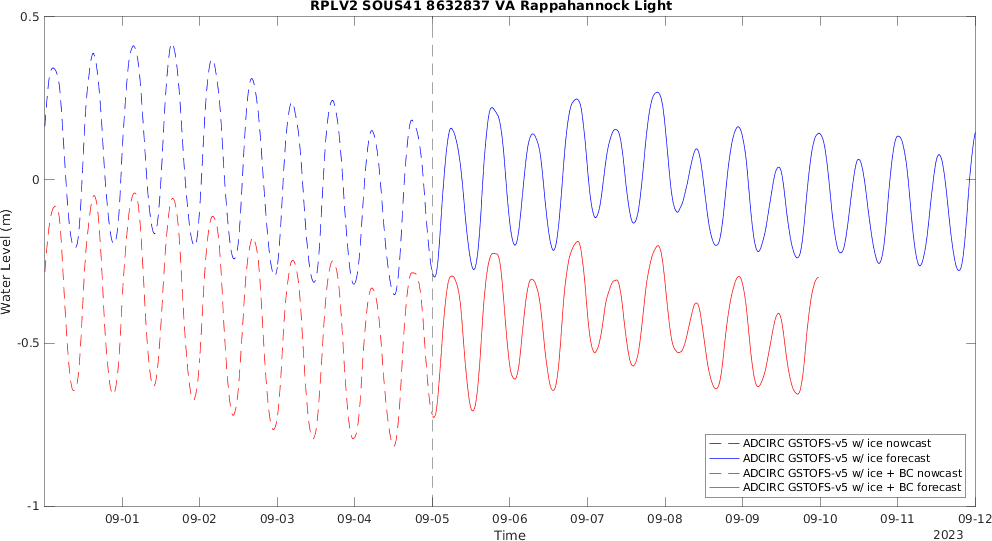 RPLV2 SOUS41 8632837 VA Rappahannock Light
0.5
0
-0.5
-1
Water Level (m)
09-01 09-02 09-03 09-04 09-05 09-06 09-07 09-08 09-09 09-10 09-11 09-12
Time
2023
ADCIRC GSTOFS-v5 w/ ice nowcast
ADCIRC GSTOFS-v5 w/ ice forecast
ADCIRC GSTOFS-v5 w/ ice + BC nowcast
ADCIRC GSTOFS-v5 w/ ice + BC forecast